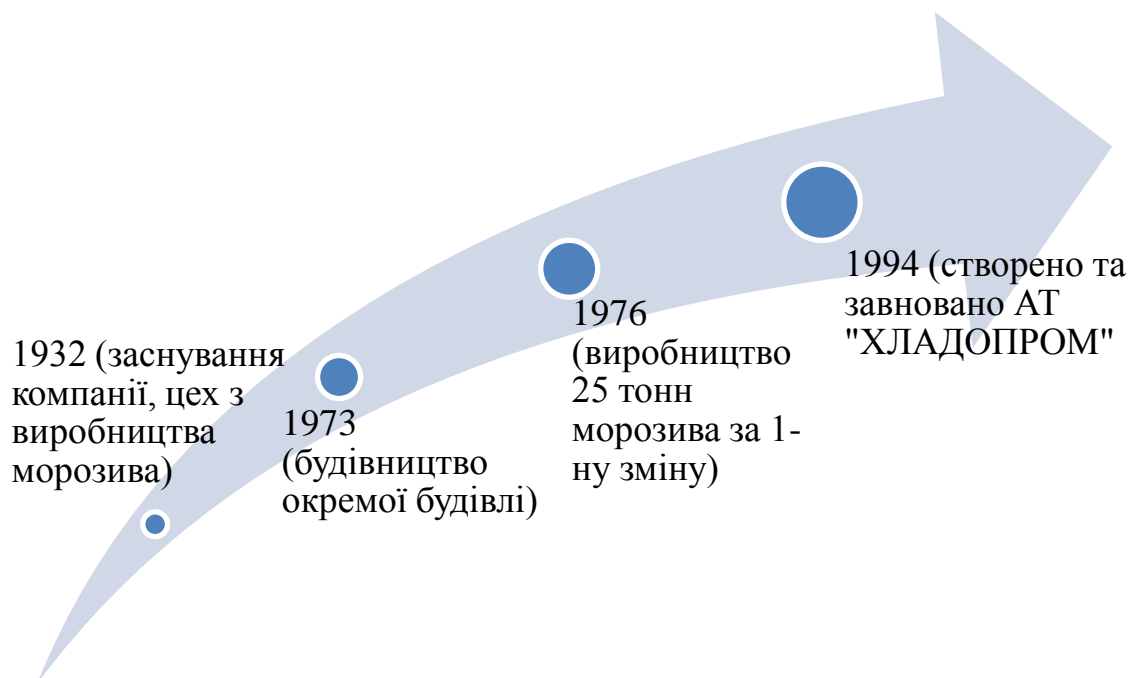 1932 (заснування
компанії, цех з
виробництва
морозива)
1973
(будівництво
окремої будівлі)
1976
(виробництво
25 тонн
морозива за 1-
ну зміну)
1994 (створено та
завновано АТ
"ХЛАДОПРОМ"